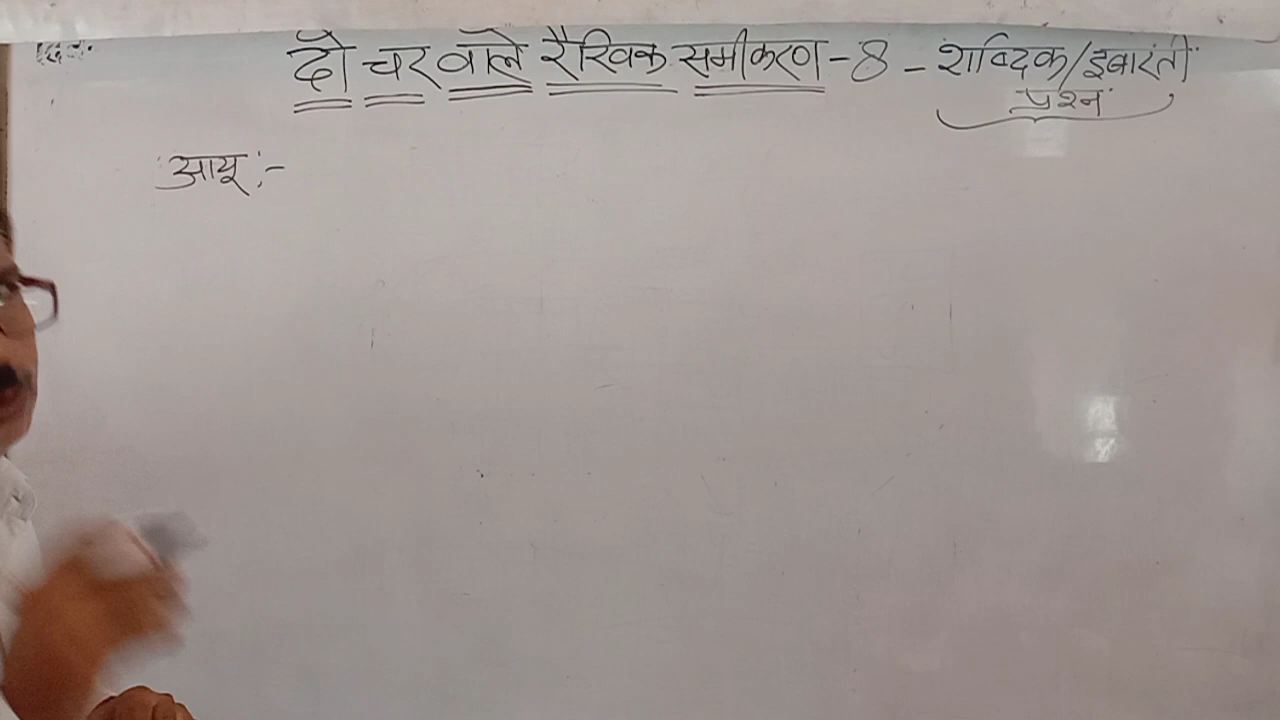 दो चर वाले रैखिक समीकरण - 8 - शाब्दिक/इबारती
प्रश्न
आयू :-